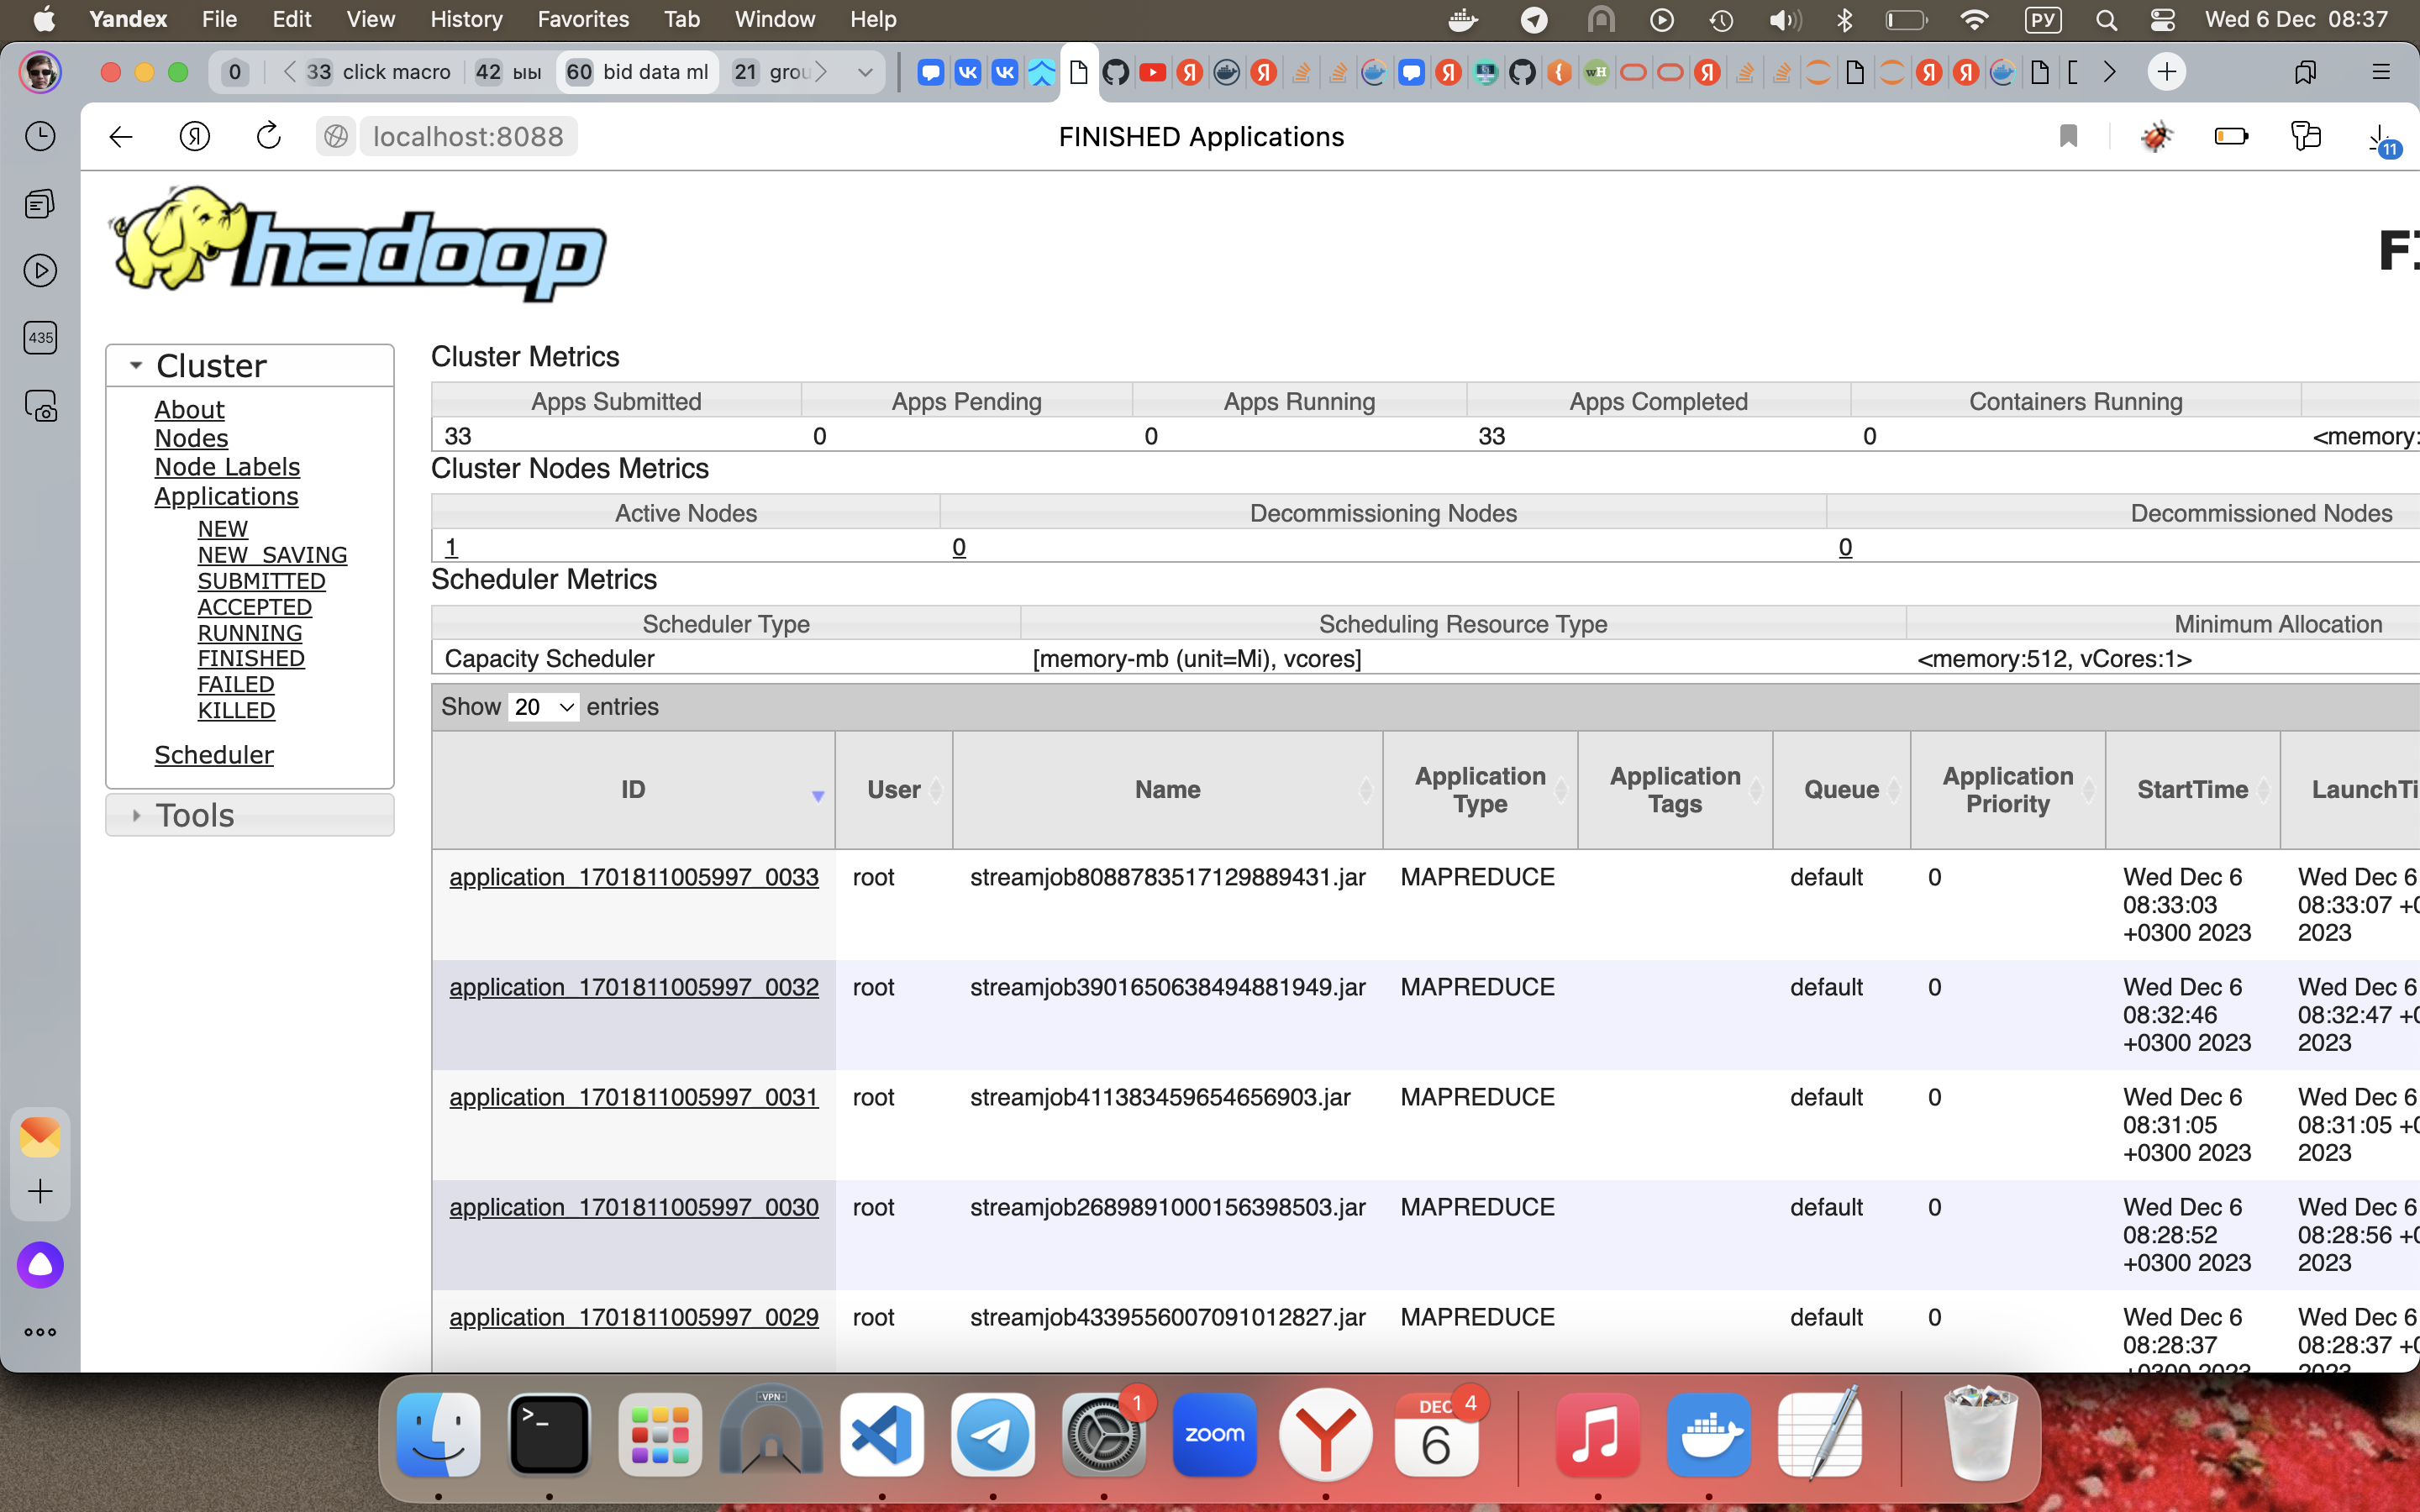 Yandex File Edit View History Favorites Tab Window Help РУ Wed 6 Dec 08:37
0 33 click macro 42 ыы 60 bid data ml 21 grou
localhost:8088 FINISHED Applications 11
hadoop
FI
435
Cluster
About
Nodes
Node Labels
Applications
NEW
NEW_SAVING
SUBMITTED
ACCEPTED
RUNNING
FINISHED
FAILED
KILLED
Scheduler
Tools
Cluster Metrics
Apps Submitted Apps Pending Apps Running Apps Completed Containers Running
33 0 0 33 0 <memory:
Cluster Nodes Metrics
Active Nodes Decommissioning Nodes Decommissioned Nodes
1 0 0
Scheduler Metrics
Scheduler Type Scheduling Resource Type Minimum Allocation
Capacity Scheduler [memory-mb (unit=Mi), vcores] <memory:512, vCores:1>
Show 20 entries
ID User Name Application Type Application Tags Queue Application Priority StartTime LaunchTi
application_1701811005997_0033 root streamjob8088783517129889431.jar MAPREDUCE default 0 Wed Dec 6 08:33:03 +0300 2023 Wed Dec 6 08:33:07 +0 2023
application_1701811005997_0032 root streamjob3901650638494881949.jar MAPREDUCE default 0 Wed Dec 6 08:32:46 +0300 2023 Wed Dec 6 08:32:47 +0 2023
application_1701811005997_0031 root streamjob411383459654656903.jar MAPREDUCE default 0 Wed Dec 6 08:31:05 +0300 2023 Wed Dec 6 08:31:05 +0 2023
application_1701811005997_0030 root streamjob2689891000156398503.jar MAPREDUCE default 0 Wed Dec 6 08:28:52 +0300 2023 Wed Dec 6 08:28:56 +0 2023
application_1701811005997_0029 root streamjob4339556007091012827.jar MAPREDUCE default 0 Wed Dec 6 08:28:37 +0300 2023 Wed Dec 6 08:28:37 +0 2023
VPN 1 zoom DEC 6 4